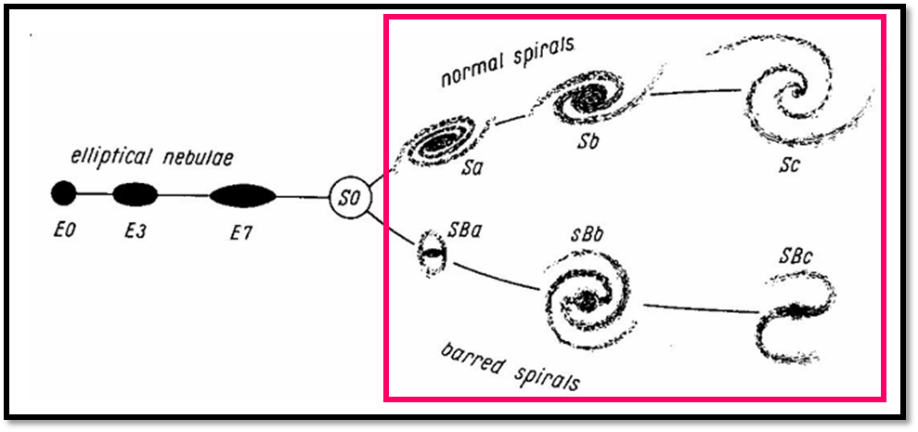 normal spirals
elliptical nebulae
E0
E3
E7
S0
Sa
Sb
Sc
SBa
sBb
SBc
barred spirals